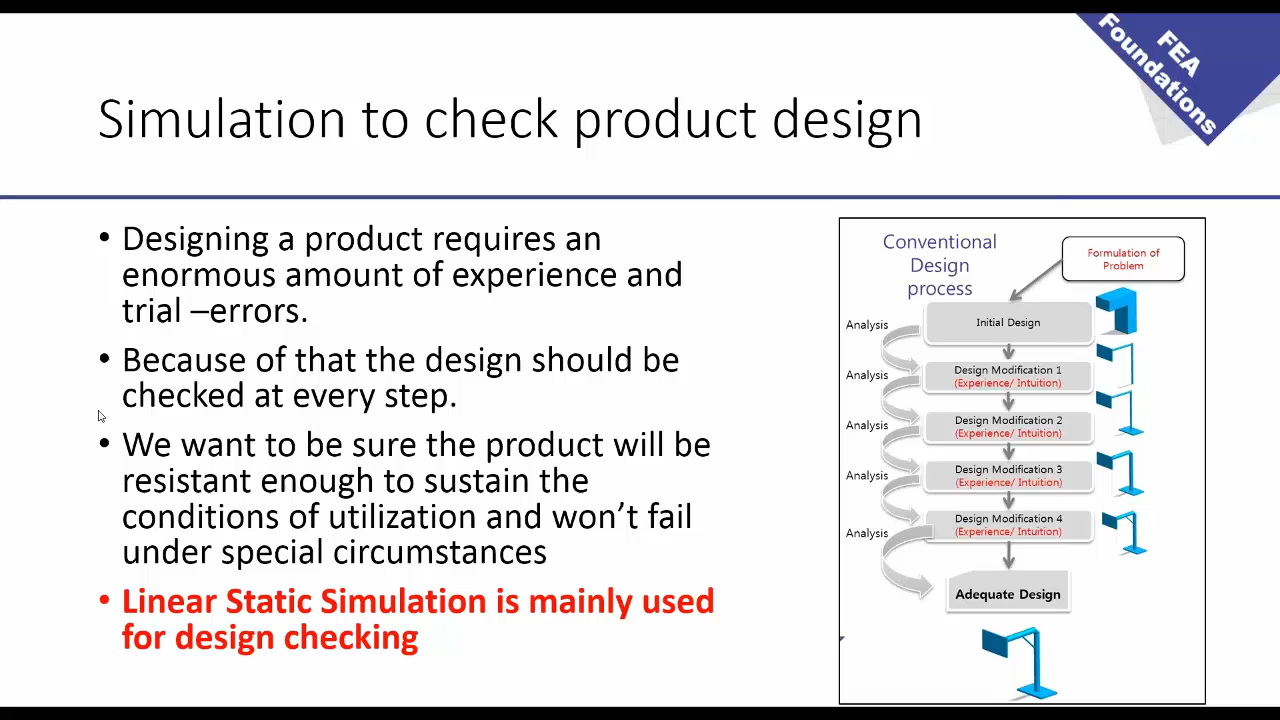 FEA
Foundations
Simulation to check product design
• Designing a product requires an
enormous amount of experience and
trial –errors.
• Because of that the design should be
checked at every step.
• We want to be sure the product will be
resistant enough to sustain the
conditions of utilization and won’t fail
under special circumstances
• Linear Static Simulation is mainly used
for design checking
Conventional
Design
process
Formulation of
Problem
Analysis
Initial Design
Analysis
Design Modification 1
(Experience/ Intuition)
Analysis
Design Modification 2
(Experience/ Intuition)
Analysis
Design Modification 3
(Experience/ Intuition)
Analysis
Design Modification 4
(Experience/ Intuition)
Adequate Design